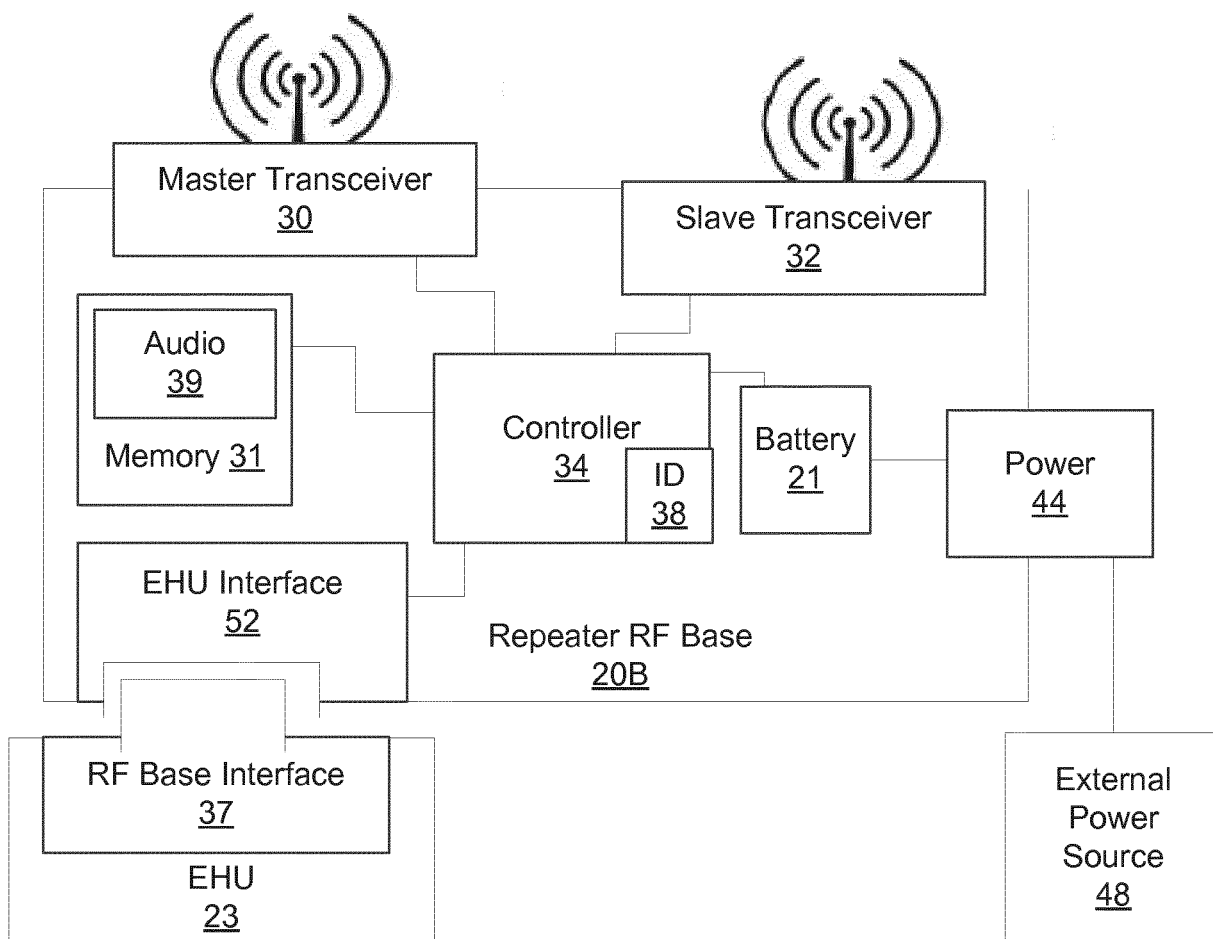 Master Transceiver
30
Slave Transceiver
32
Audio
39
Memory 31
Controller
34
ID
38
Battery
21
Power
44
EHU Interface
52
Repeater RF Base
20B
RF Base Interface
37
EHU
23
External
Power
Source
48